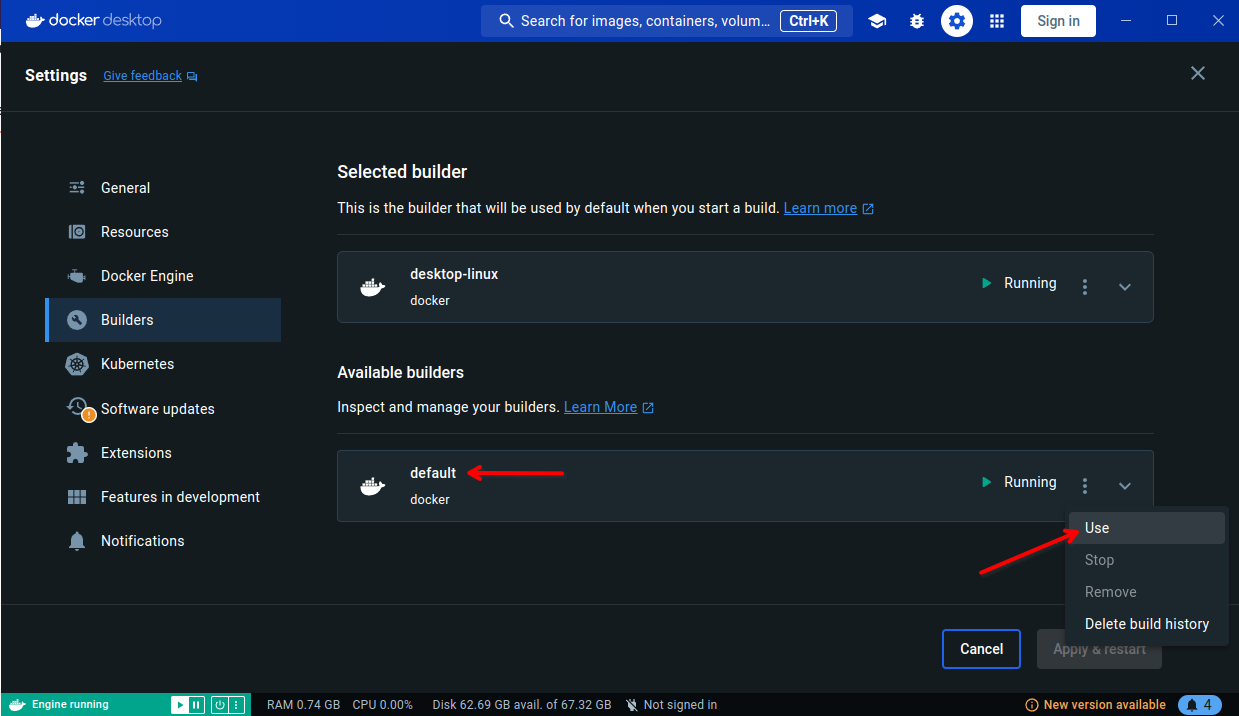 docker desktop
Search for images, containers, volum... Ctrl+K
Sign in
Settings Give feedback
General
Resources
Docker Engine
Builders
Kubernetes
Software updates
Extensions
Features in development
Notifications
Selected builder
This is the builder that will be used by default when you start a build. Learn more
desktop-linux
docker
Running
Available builders
Inspect and manage your builders. Learn More
default
docker
Running
Use
Stop
Remove
Delete build history
Cancel
Apply & restart
Engine running
RAM 0.74 GB CPU 0.00% Disk 62.69 GB avail. of 67.32 GB Not signed in
New version available
4